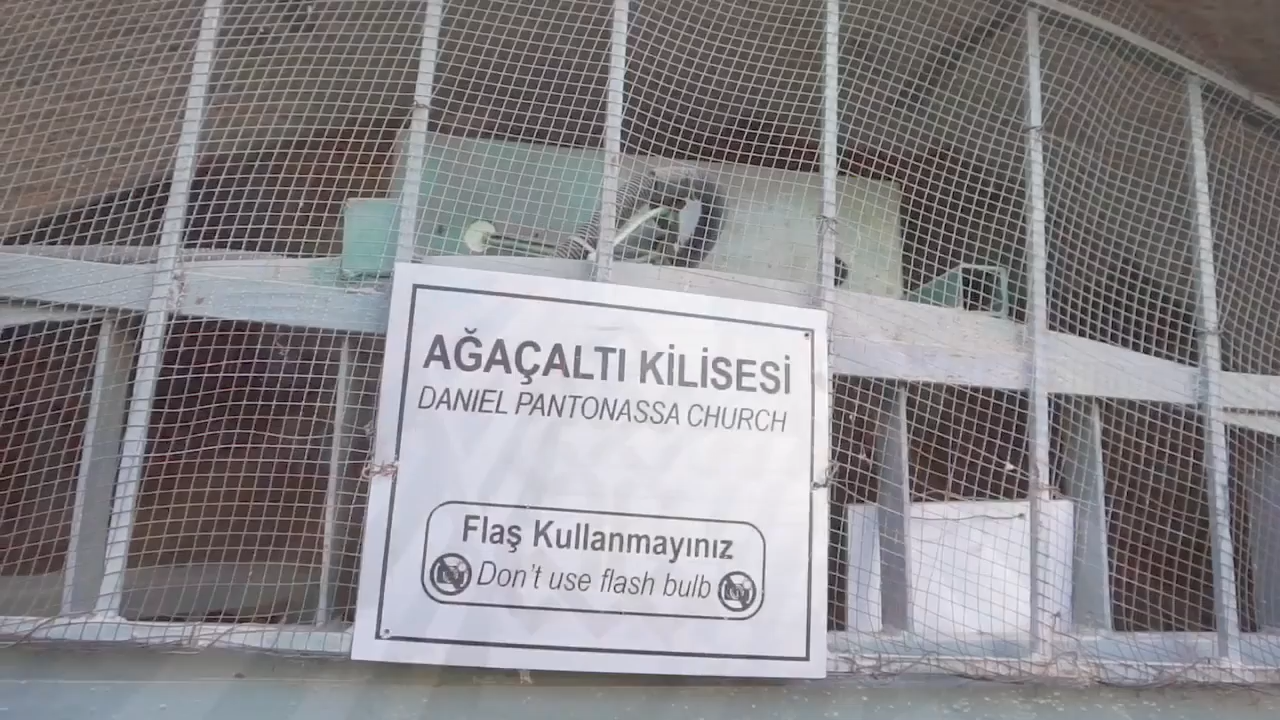 AĞAÇALTI KİLİSESİ
DANIEL PANTONASSA CHURCH
Flaş Kullanmayınız
Don't use flash bulb